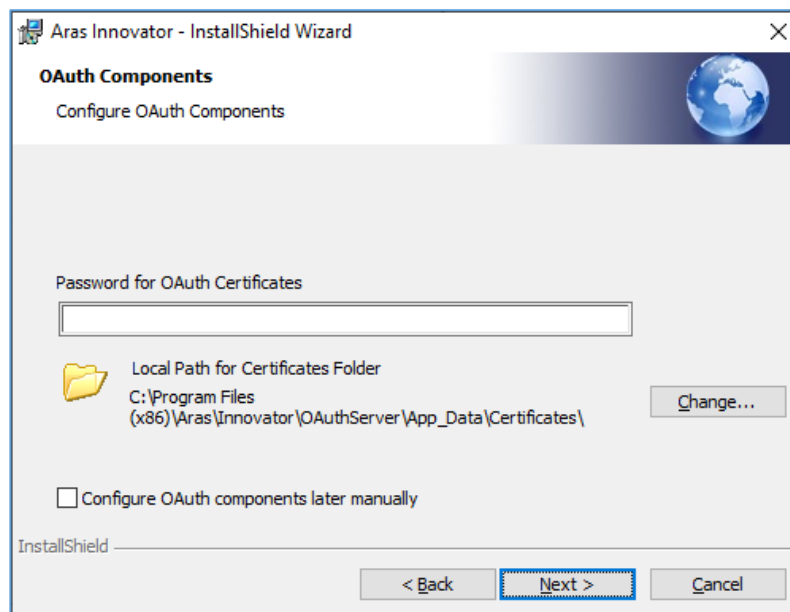 Aras Innovator - InstallShield Wizard
OAuth Components
Configure OAuth Components
Password for OAuth Certificates
Local Path for Certificates Folder
C:\Program Files
(x86)\Aras\Innovator\OAuthServer\App_Data\Certificates\
Change...
Configure OAuth components later manually
InstallShield
< Back
Next >
Cancel